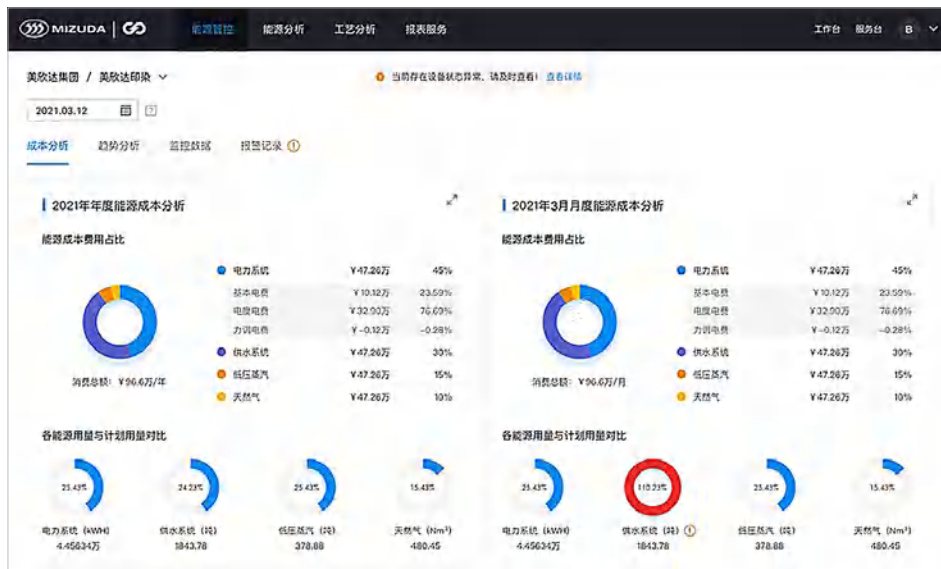 MIZUDA
能源管控 能源分析 工艺分析 报表服务
工作台 服务台 B
美欣达集团 / 美欣达印染
当前存在设备状态异常,请及时查看! 查看详情
2021.03.12
成本分析 趋势分析 监控数据 报警记录
2021年年度能源成本分析
能源成本费用占比
电力系统 ¥47.26万 45%
基本电费 ¥10.12万 23.59%
电度电费 ¥32.90万 76.69%
力调电费 ¥-0.12万 -0.28%
供水系统 ¥47.26万 30%
低压蒸汽 ¥47.26万 15%
天然气 ¥47.26万 10%
消费总额:¥96.6万/年
各能源用量与计划用量对比
25.43% 24.23% 25.43% 15.43%
电力系统 (kWH) 供水系统 (吨) 低压蒸汽 (吨) 天然气 (Nm³)
4.45634万 1843.78 378.88 480.45
2021年3月月度能源成本分析
能源成本费用占比
电力系统 ¥47.26万 45%
基本电费 ¥10.12万 23.59%
电度电费 ¥32.90万 76.69%
力调电费 ¥-0.12万 -0.28%
供水系统 ¥47.26万 30%
低压蒸汽 ¥47.26万 15%
天然气 ¥47.26万 10%
消费总额:¥96.6万/月
各能源用量与计划用量对比
25.43% 110.23% 25.43% 15.43%
电力系统 (kWH) 供水系统 (吨) 低压蒸汽 (吨) 天然气 (Nm³)
4.45634万 1843.78 378.88 480.45